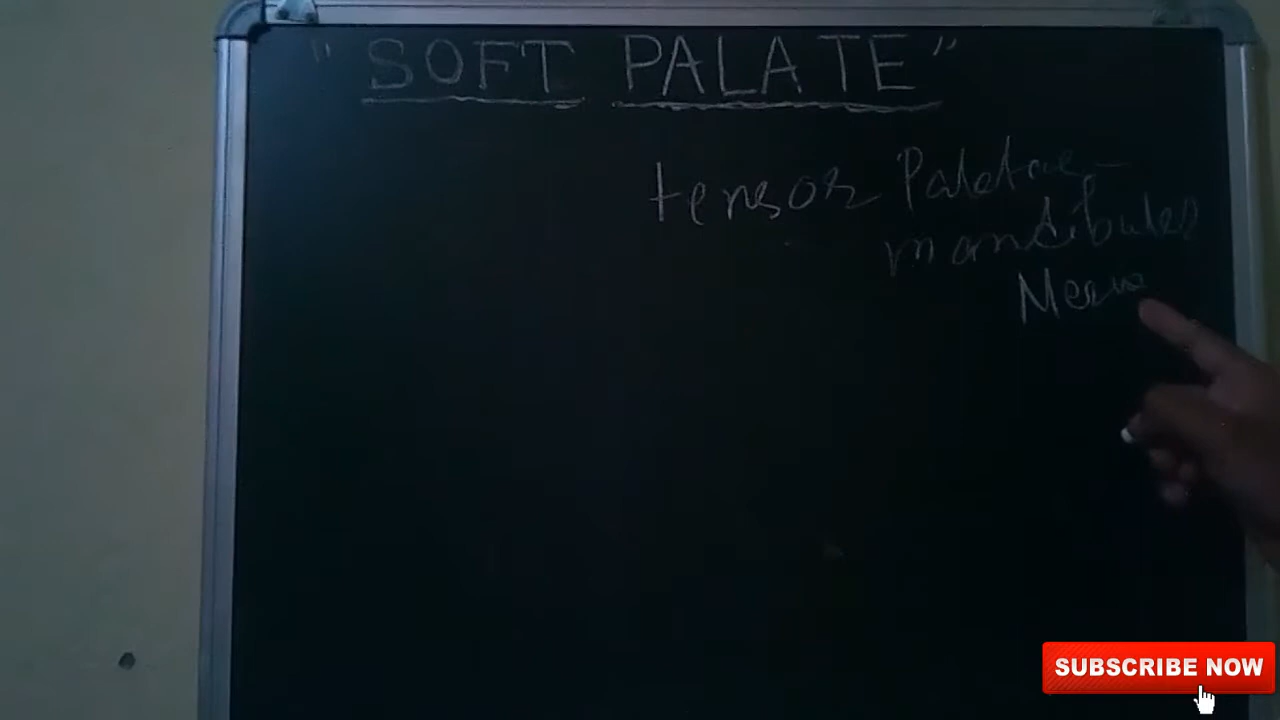 "SOFT PALATE"
tensor Palatae-
mandibular
Nerve
SUBSCRIBE NOW